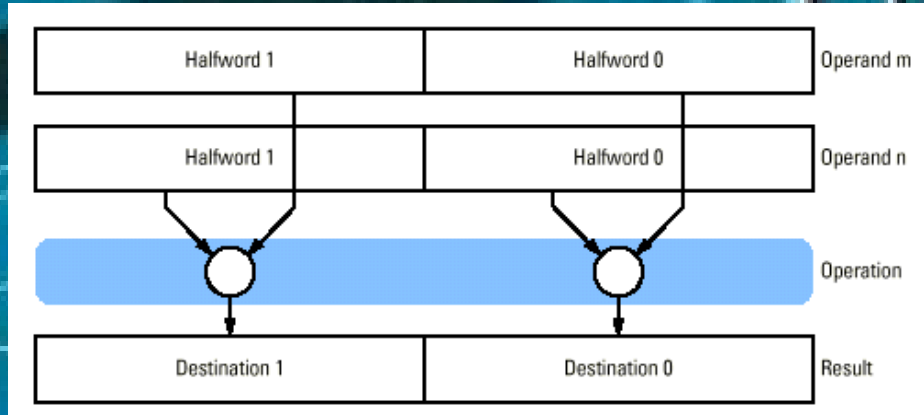 Halfword 1 Halfword 0 Operand m
Halfword 1 Halfword 0 Operand n
Operation
Destination 1 Destination 0 Result